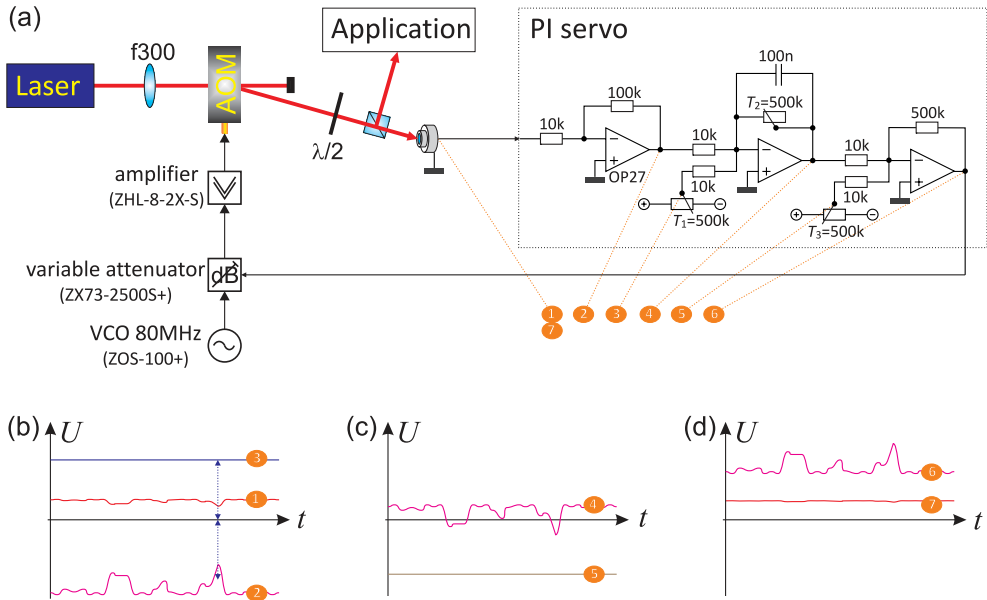 (a)
Laser
f300
AOM
λ/2
Application
PI servo
10k
100k
OP27
10k
10k
T1=500k
100n
T2=500k
10k
10k
T3=500k
500k
− + − + − +
+ − + −
amplifier
(ZHL-8-2X-S)
variable attenuator
(ZX73-2500S+)
dB
VCO 80MHz
(ZOS-100+)
1 2 3 4 5 6
7
(b)
U
3
1
t
2
(c)
U
4
t
5
(d)
U
6
7
t